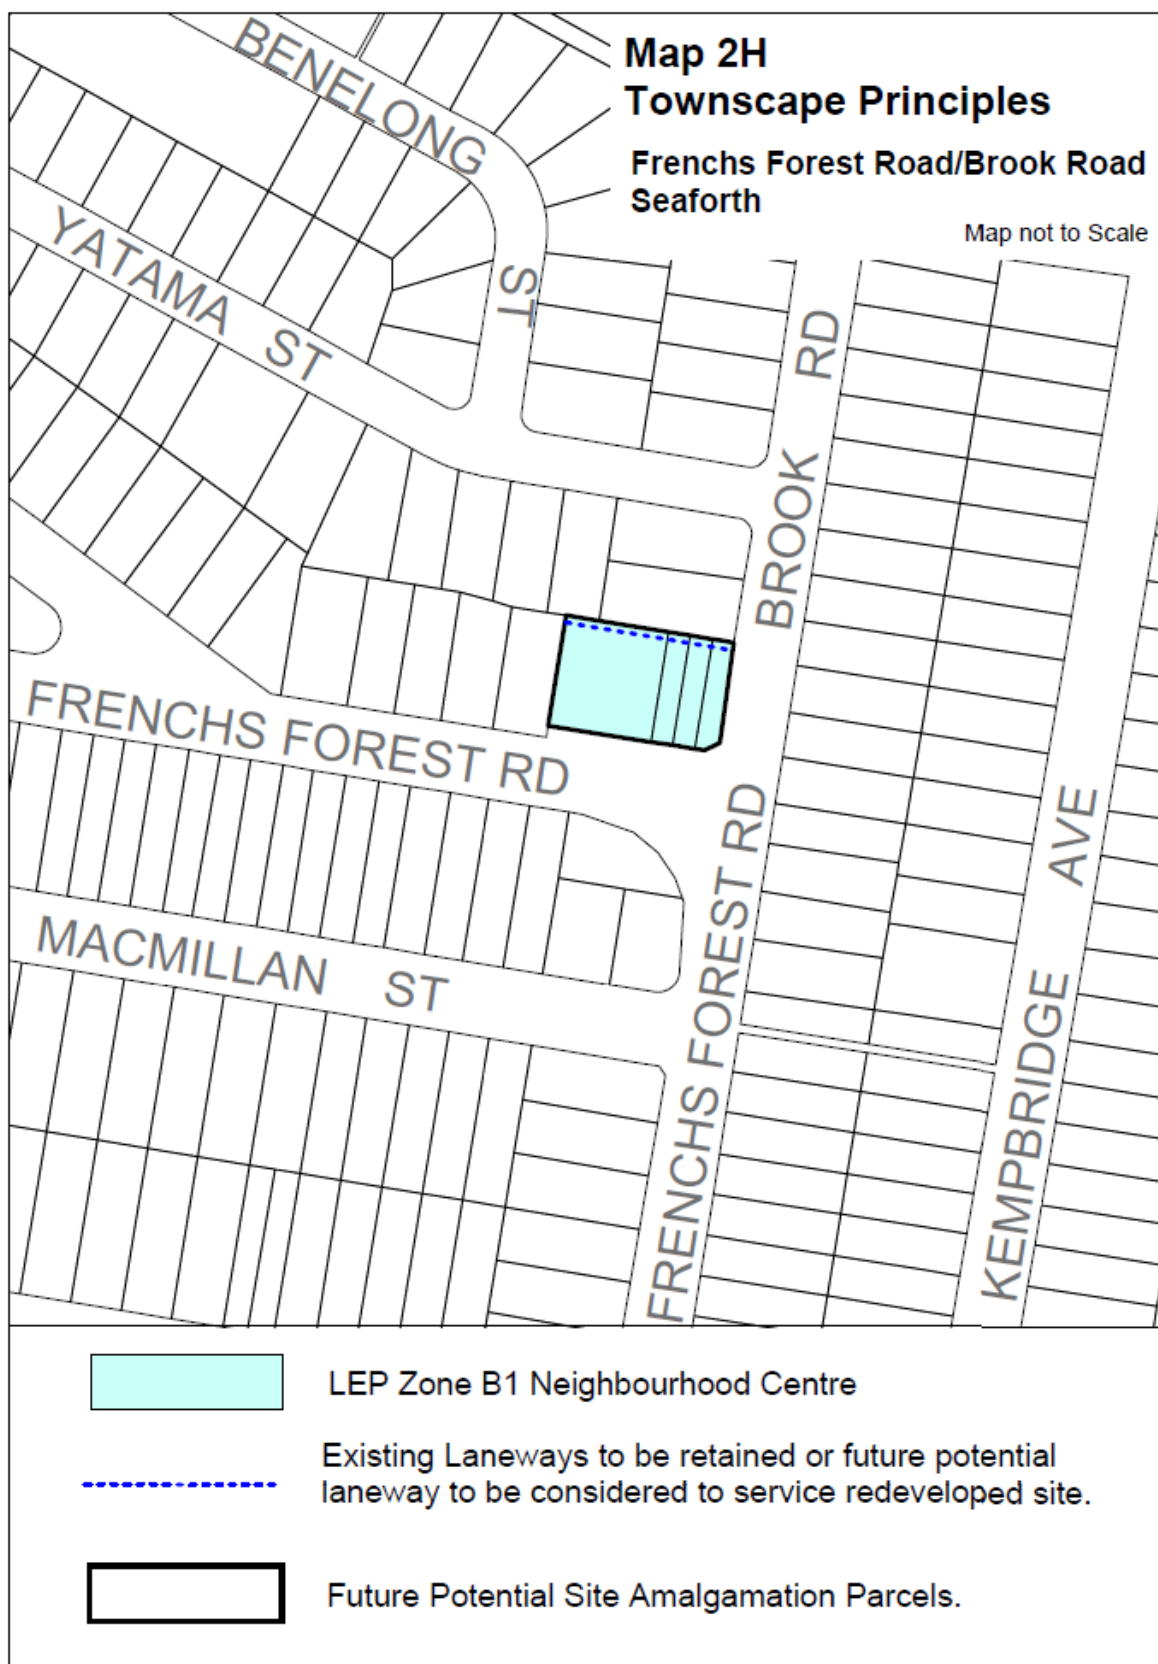 Map 2H
Townscape Principles
Frenchs Forest Road/Brook Road
Seaforth
Map not to Scale
BENELONG
ST
YATAMA ST
BROOK RD
FRENCHS FOREST RD
MACMILLAN ST
FRENCHS FOREST RD
KEMPBRIDGE AVE
LEP Zone B1 Neighbourhood Centre
Existing Laneways to be retained or future potential
laneway to be considered to service redeveloped site.
Future Potential Site Amalgamation Parcels.